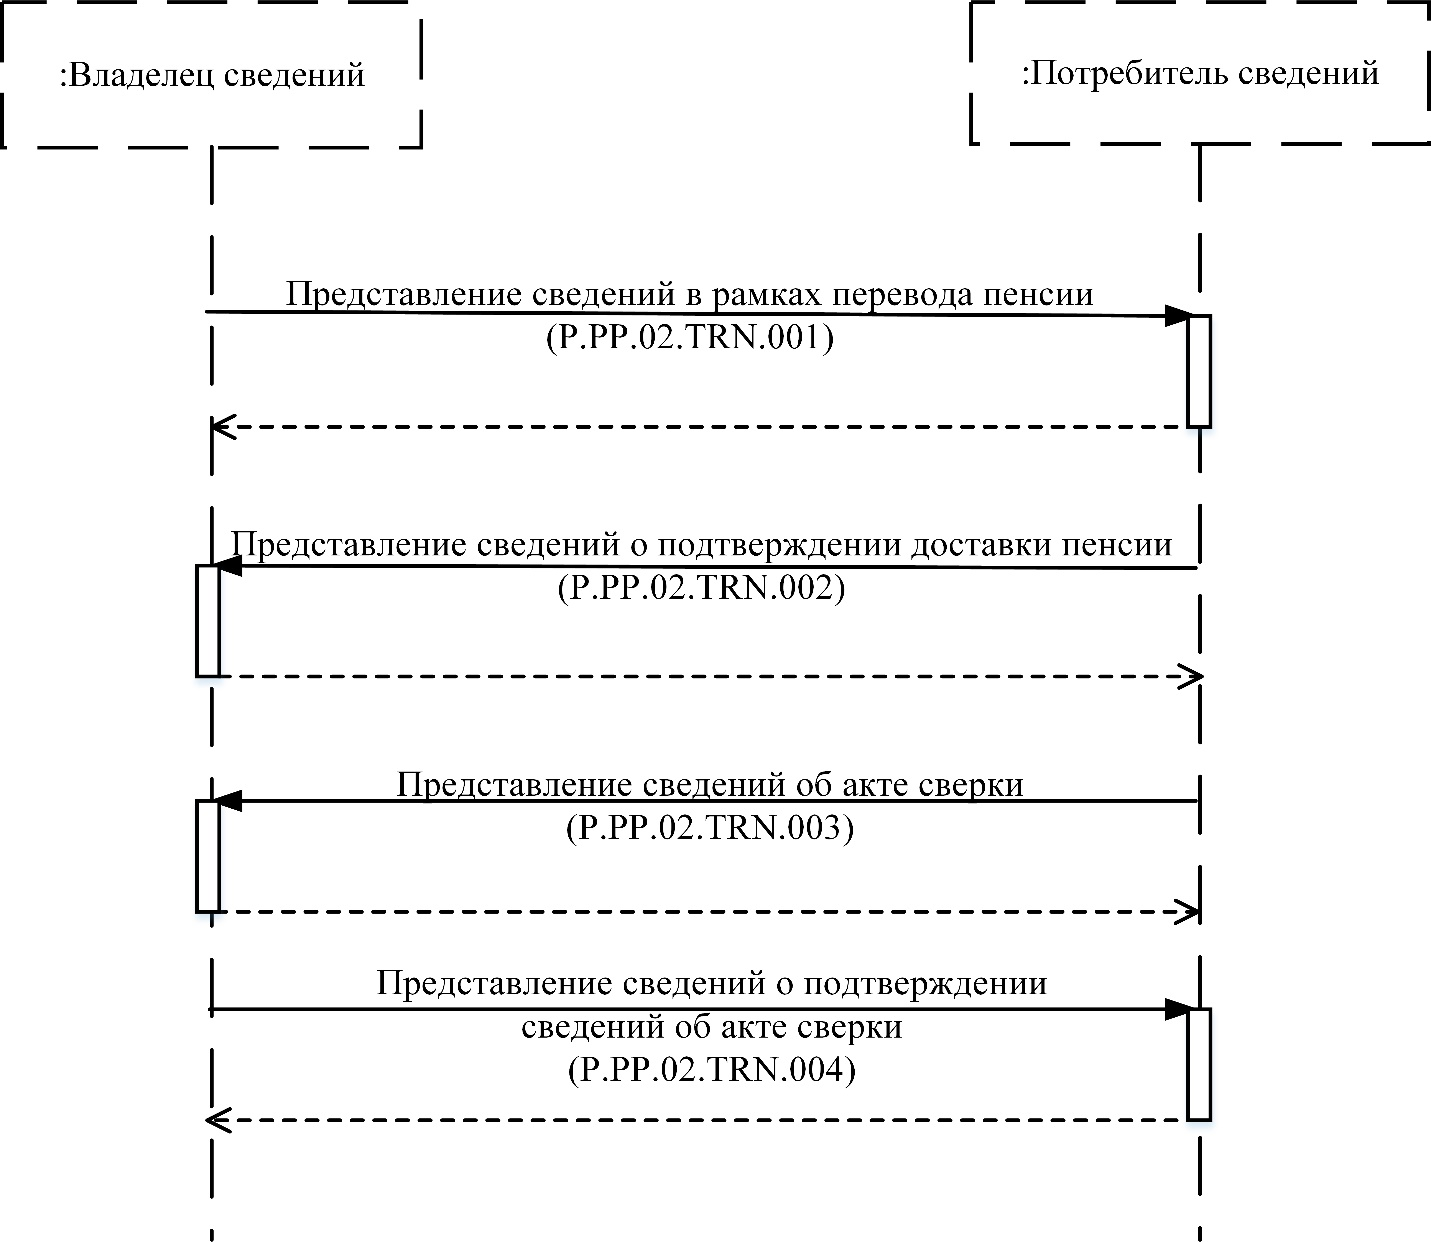 :Владелец сведений
:Потребитель сведений
Представление сведений в рамках перевода пенсии
(P.PP.02.TRN.001)
Представление сведений о подтверждении доставки пенсии
(P.PP.02.TRN.002)
Представление сведений об акте сверки
(P.PP.02.TRN.003)
Представление сведений о подтверждении
сведений об акте сверки
(P.PP.02.TRN.004)